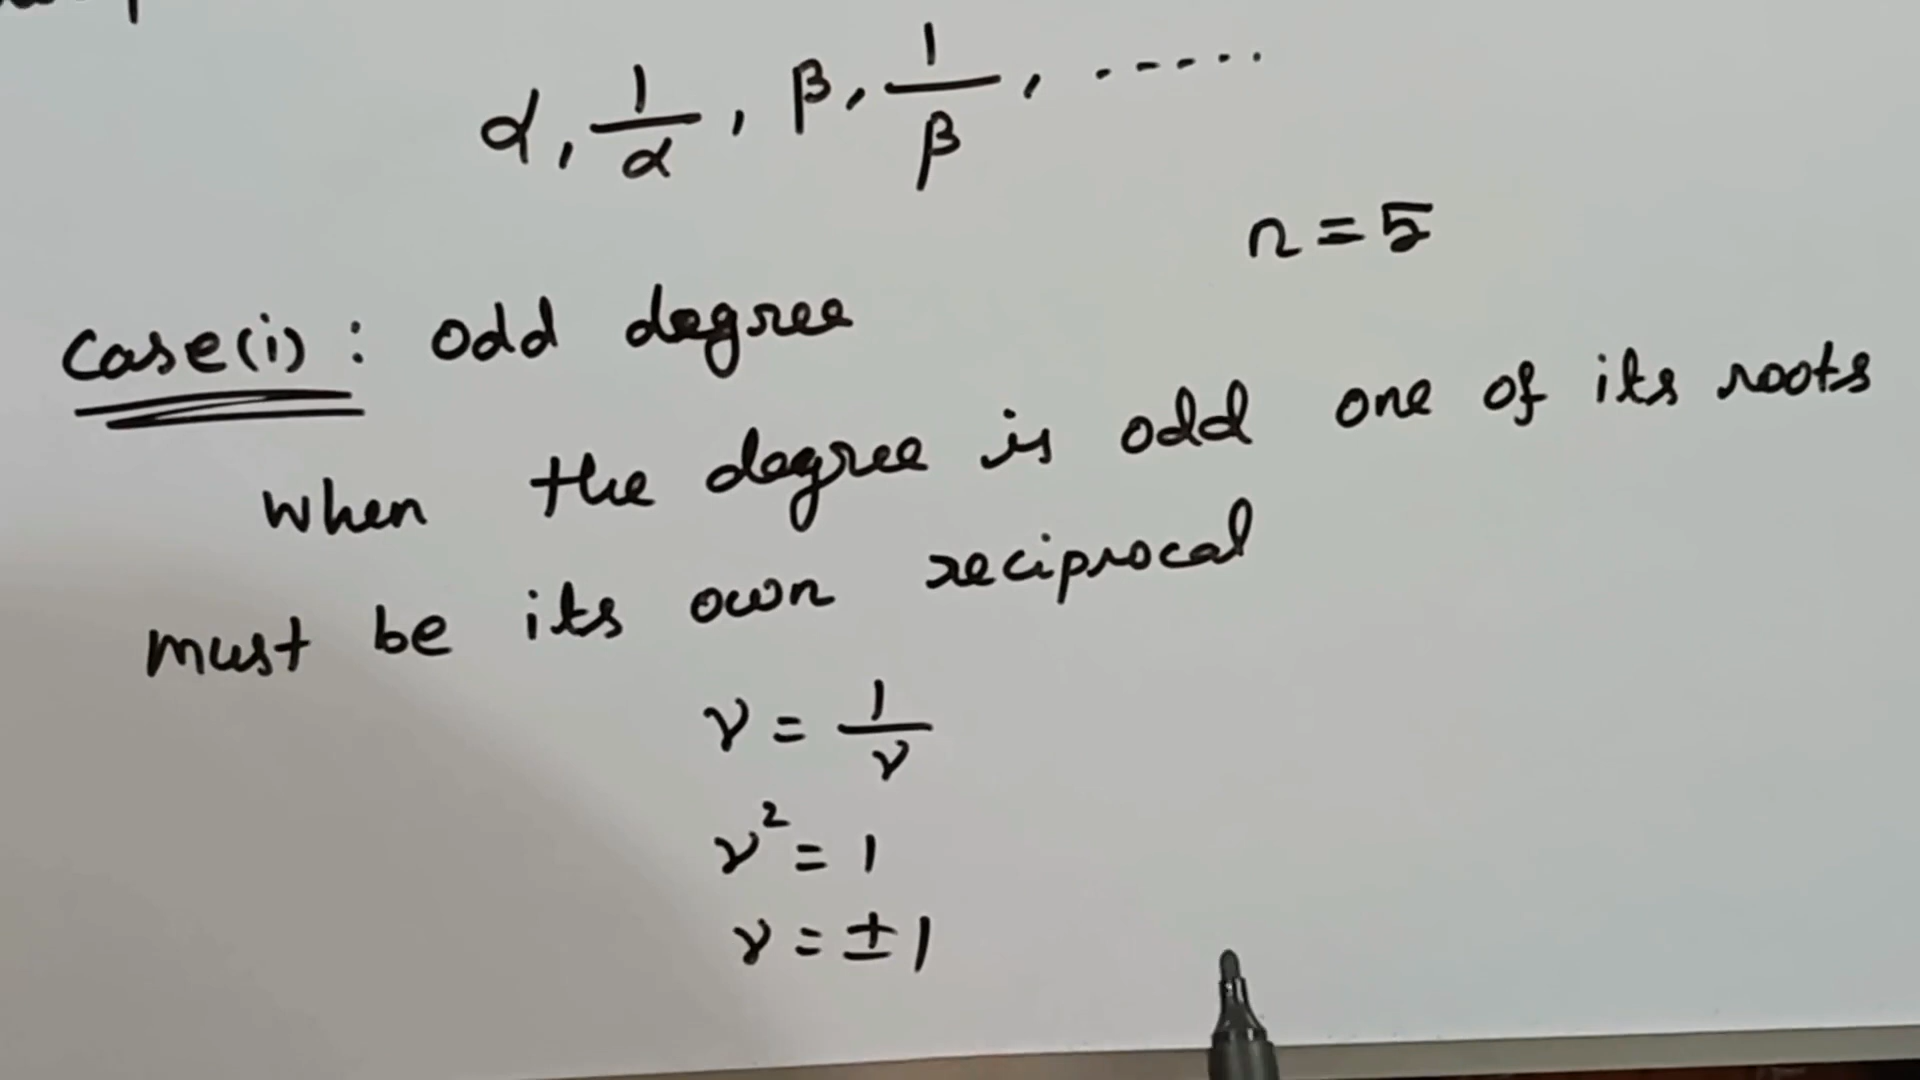 α, 1/α, β, 1/β, ......
n = 5
Case(i) : odd degree
When the degree is odd one of its roots
must be its own reciprocal
ν = 1/ν
ν² = 1
ν = ±1